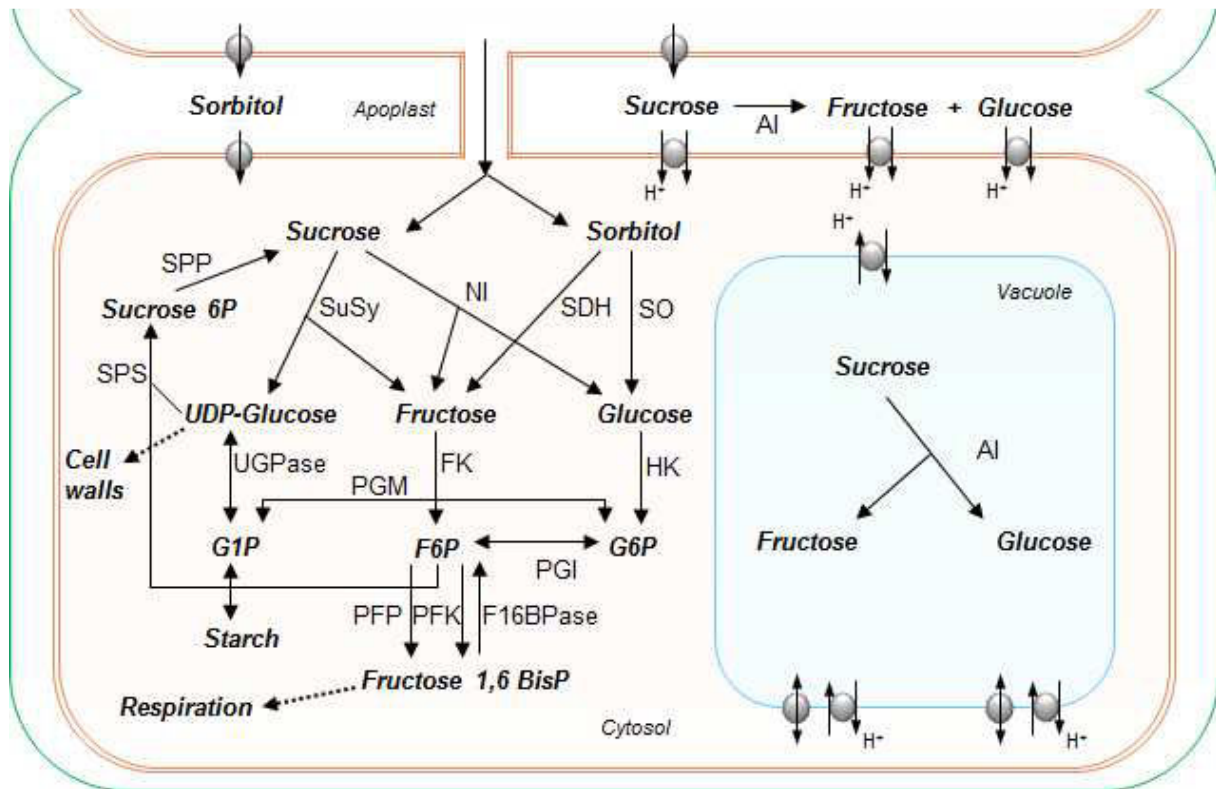 Sorbitol
Apoplast
Sucrose
AI
Fructose + Glucose
H⁺
H⁺
H⁺
H⁺
Sucrose
Sorbitol
SPP
Sucrose 6P
SuSy
NI
SDH
SO
Vacuole
Sucrose
SPS
UDP-Glucose
Fructose
Glucose
Cell
walls
UGPase
FK
HK
AI
PGM
G1P
F6P
G6P
Fructose
Glucose
PGI
PFP
PFK
F16BPase
Starch
Fructose 1,6 BisP
Respiration
Cytosol
H⁺
H⁺